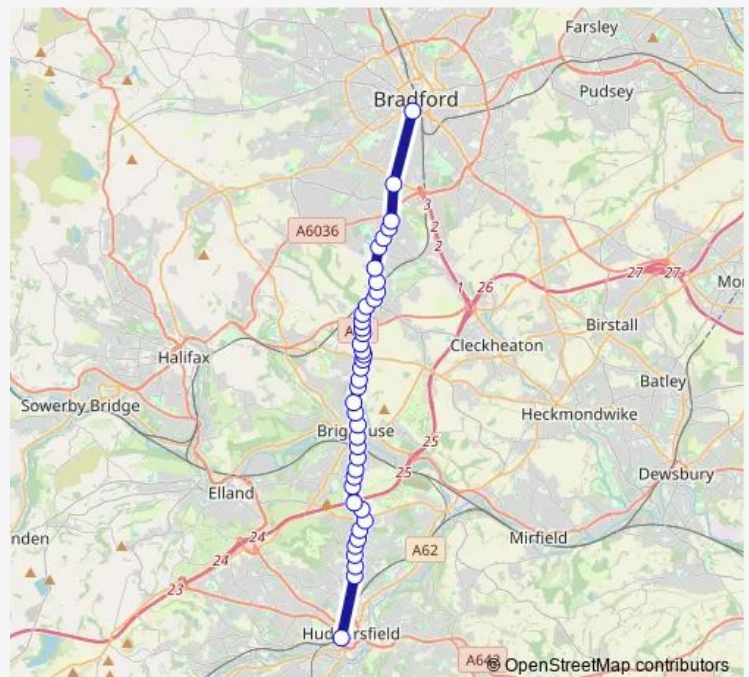 Farsley
Bradford
Pudsey
3
2
2
A6036
1
26
27
27
Birstall
Cleckheaton
Halifax
Batley
Sowerby Bridge
Heckmondwike
25
25
Dewsbury
Elland
24
24
23
Mirfield
A62
© OpenStreetMap contributors